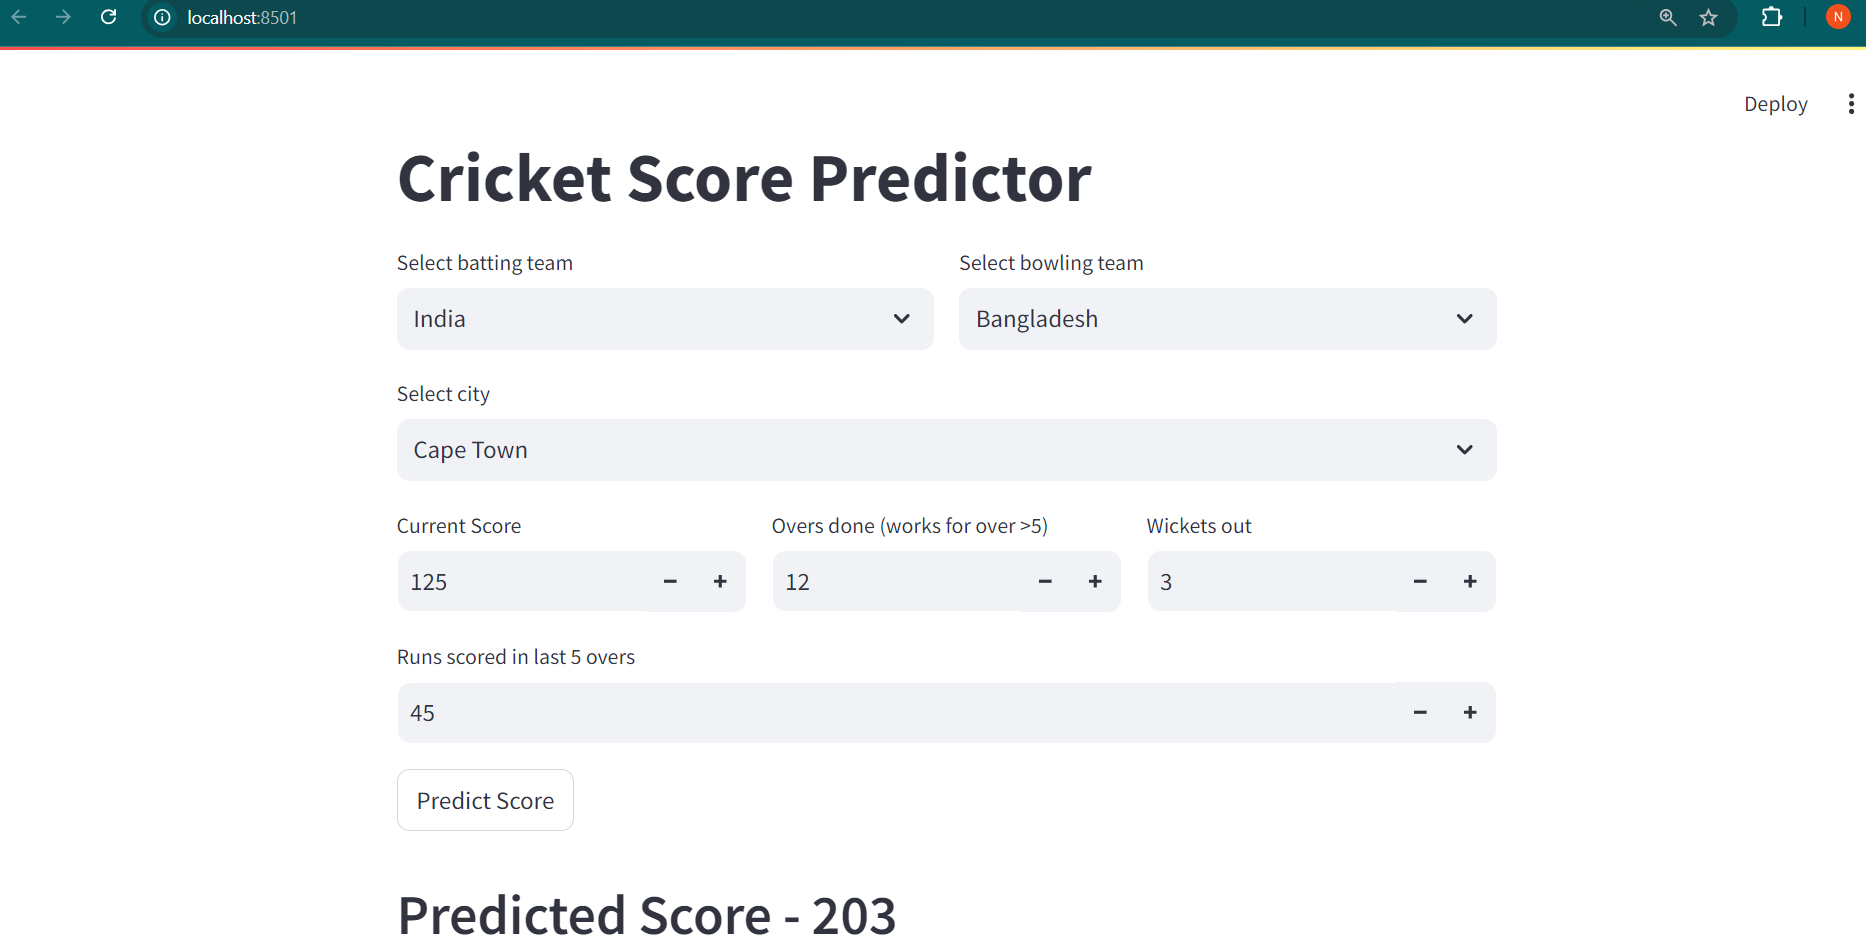 localhost:8501
N
Deploy
Cricket Score Predictor
Select batting team Select bowling team
India Bangladesh
Select city
Cape Town
Current Score Overs done (works for over >5) Wickets out
125 - + 12 - + 3 - +
Runs scored in last 5 overs
45 - +
Predict Score
Predicted Score - 203